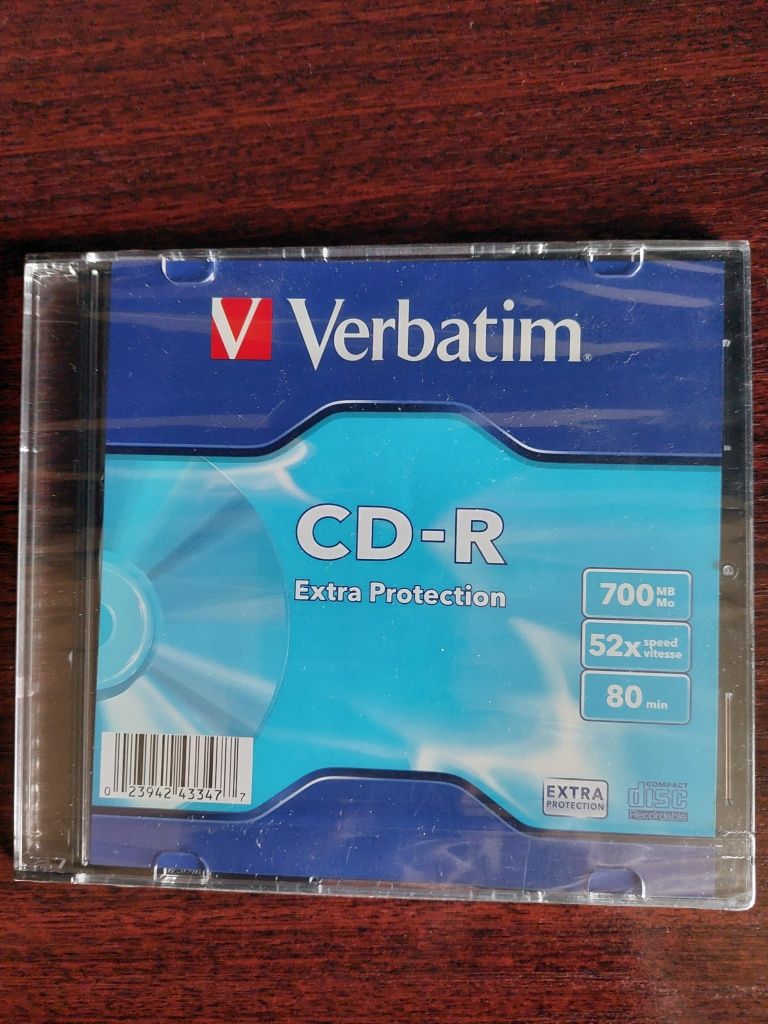 V Verbatim®
CD-R
Extra Protection
700 MB Mo
52x speed vitesse
80 min
0 23942 43347 7
EXTRA
PROTECTION
COMPACT
disc
Recordable